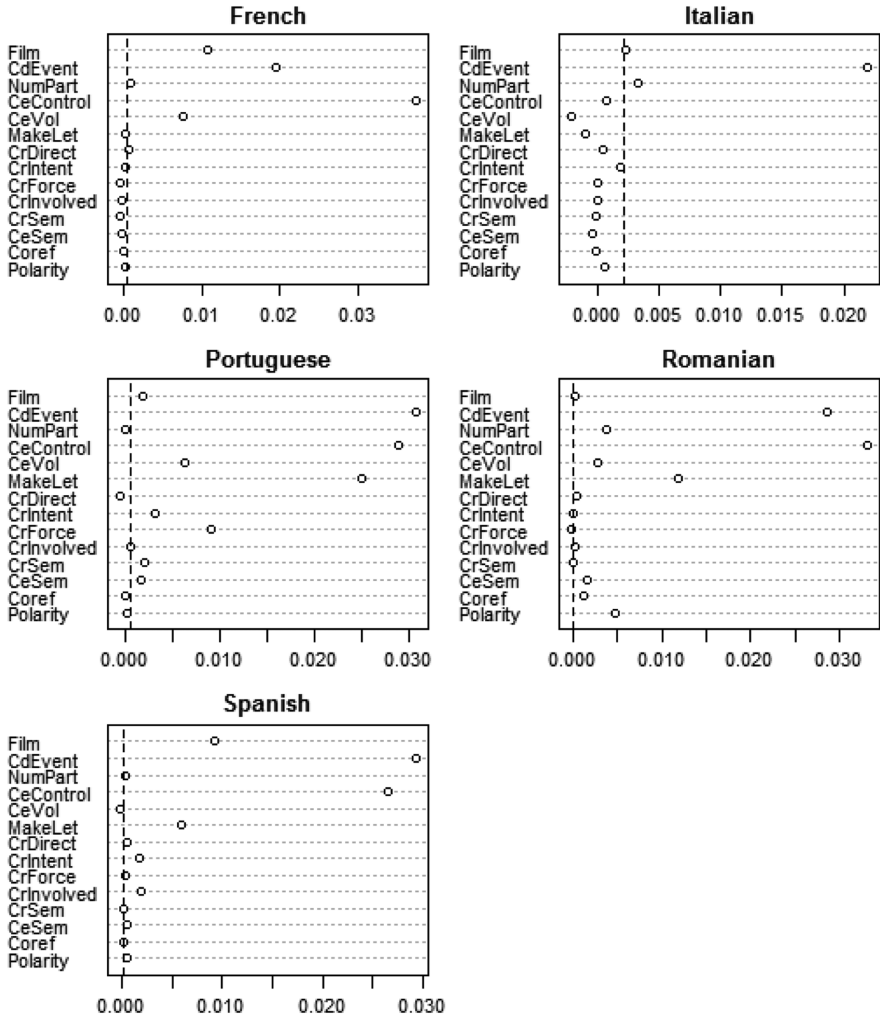 French
Film
CdEvent
NumPart
CeControl
CeVol
MakeLet
CrDirect
CrIntent
CrForce
CrInvolved
CrSem
CeSem
Coref
Polarity
0.00 0.01 0.02 0.03
Italian
Film
CdEvent
NumPart
CeControl
CeVol
MakeLet
CrDirect
CrIntent
CrForce
CrInvolved
CrSem
CeSem
Coref
Polarity
0.000 0.005 0.010 0.015 0.020
Portuguese
Film
CdEvent
NumPart
CeControl
CeVol
MakeLet
CrDirect
CrIntent
CrForce
CrInvolved
CrSem
CeSem
Coref
Polarity
0.000 0.010 0.020 0.030
Romanian
Film
CdEvent
NumPart
CeControl
CeVol
MakeLet
CrDirect
CrIntent
CrForce
CrInvolved
CrSem
CeSem
Coref
Polarity
0.000 0.010 0.020 0.030
Spanish
Film
CdEvent
NumPart
CeControl
CeVol
MakeLet
CrDirect
CrIntent
CrForce
CrInvolved
CrSem
CeSem
Coref
Polarity
0.000 0.010 0.020 0.030